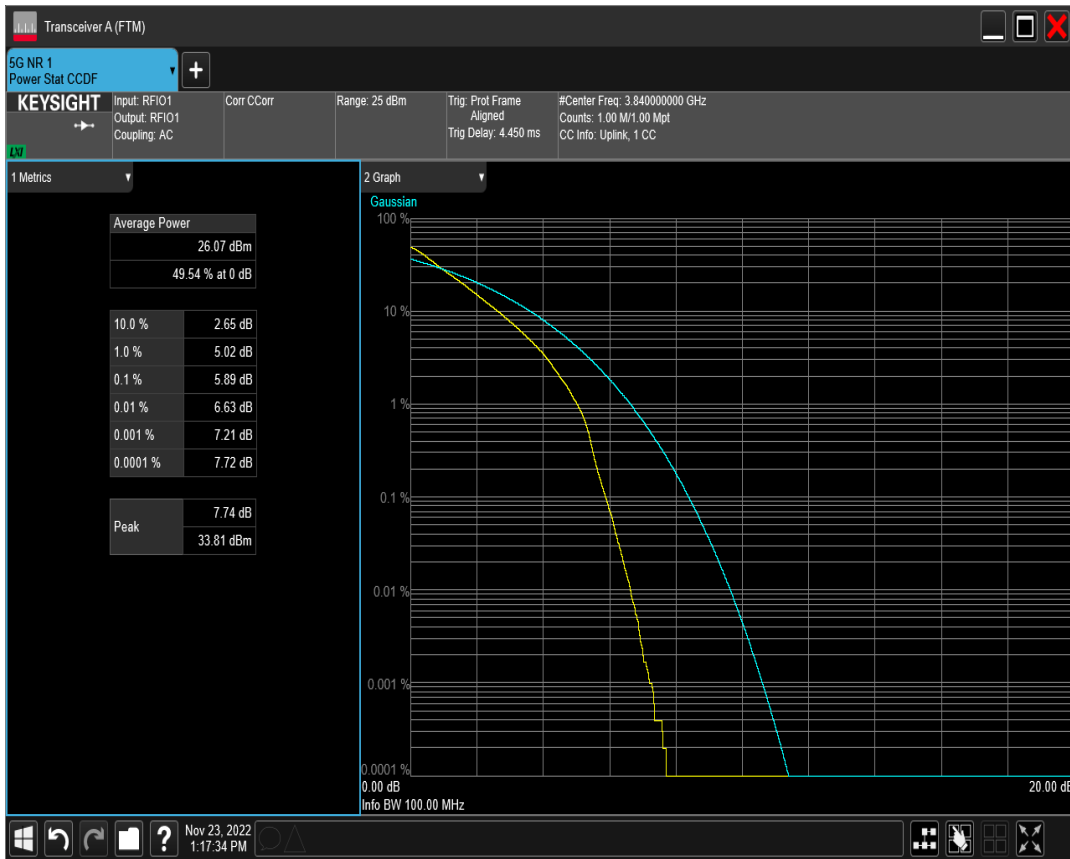 Transceiver A (FTM)
5G NR 1
Power Stat CCDF
+
KEYSIGHT
LXI
Input: RFIO1
Output: RFIO1
Coupling: AC
Corr CCorr
Range: 25 dBm
Trig: Prot Frame
Aligned
Trig Delay: 4.450 ms
#Center Freq: 3.840000000 GHz
Counts: 1.00 M/1.00 Mpt
CC Info: Uplink, 1 CC
1 Metrics
Average Power
26.07 dBm
49.54 % at 0 dB
10.0 % 2.65 dB
1.0 % 5.02 dB
0.1 % 5.89 dB
0.01 % 6.63 dB
0.001 % 7.21 dB
0.0001 % 7.72 dB
Peak
7.74 dB
33.81 dBm
2 Graph
Gaussian
100 %
10 %
1 %
0.1 %
0.01 %
0.001 %
0.0001 %
0.00 dB 20.00 dB
Info BW 100.00 MHz
? Nov 23, 2022
1:17:34 PM